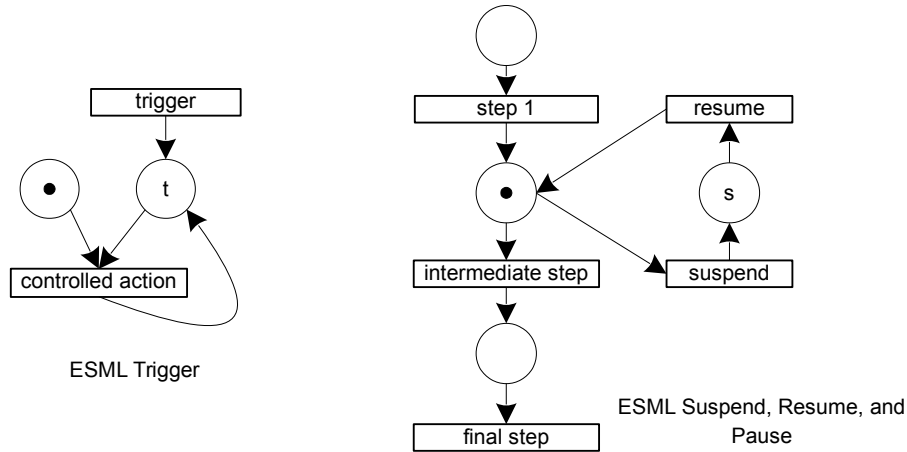 trigger
t
controlled action
ESML Trigger
step 1
resume
s
intermediate step
suspend
final step
ESML Suspend, Resume, and
Pause